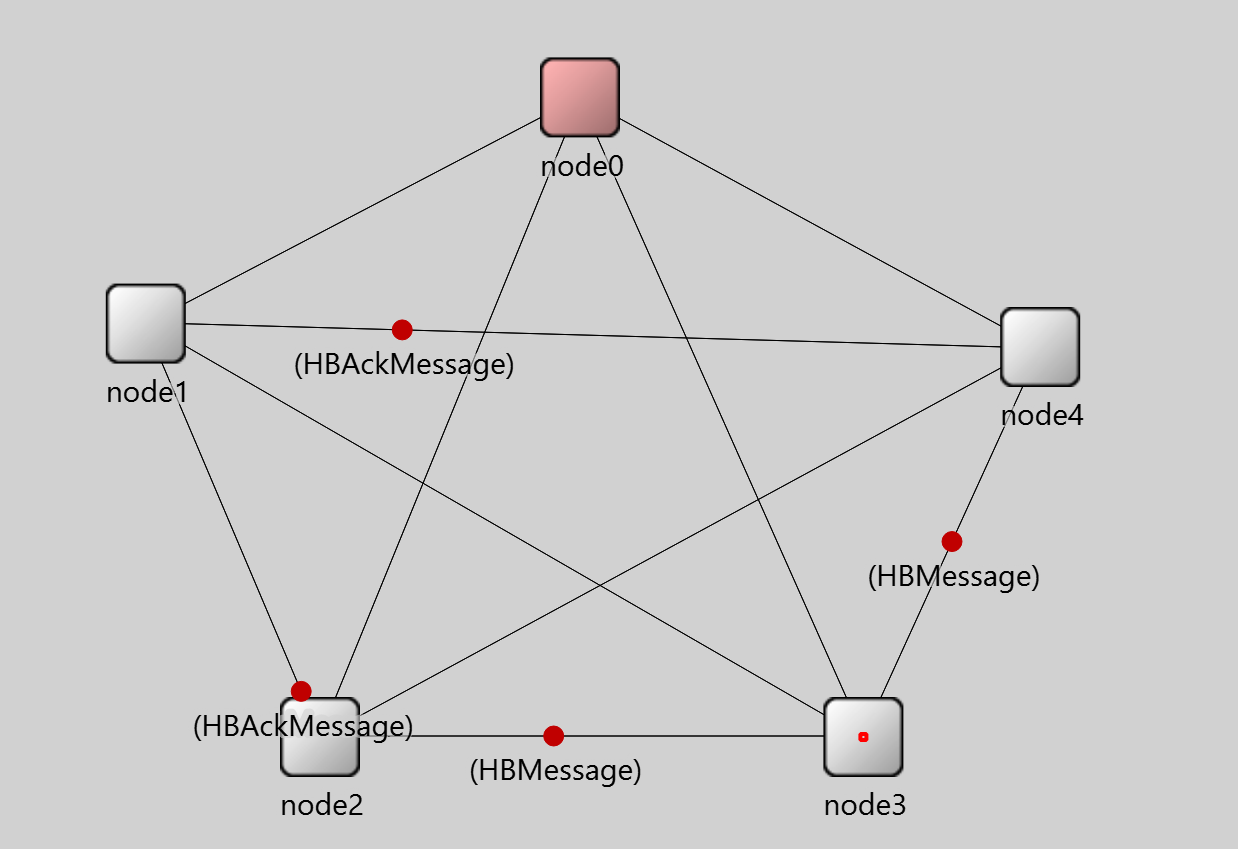 node0
(HBAckMessage)
node1
node4
(HBMessage)
(HBAckMessage)
(HBMessage)
node2
node3